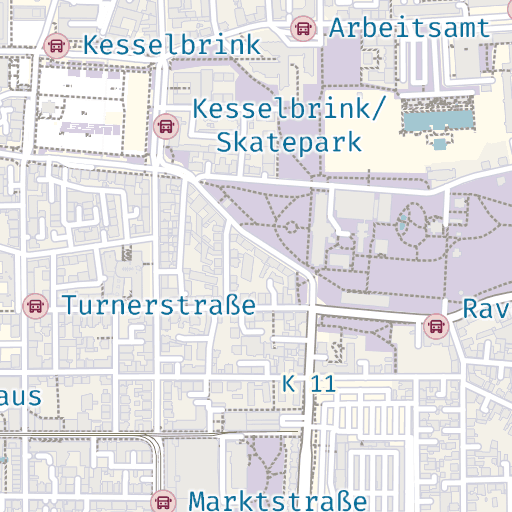 Arbeitsamt
Kesselbrink
Kesselbrink/
Skatepark
Turnerstraße
Rav
K 11
aus
Marktstraße